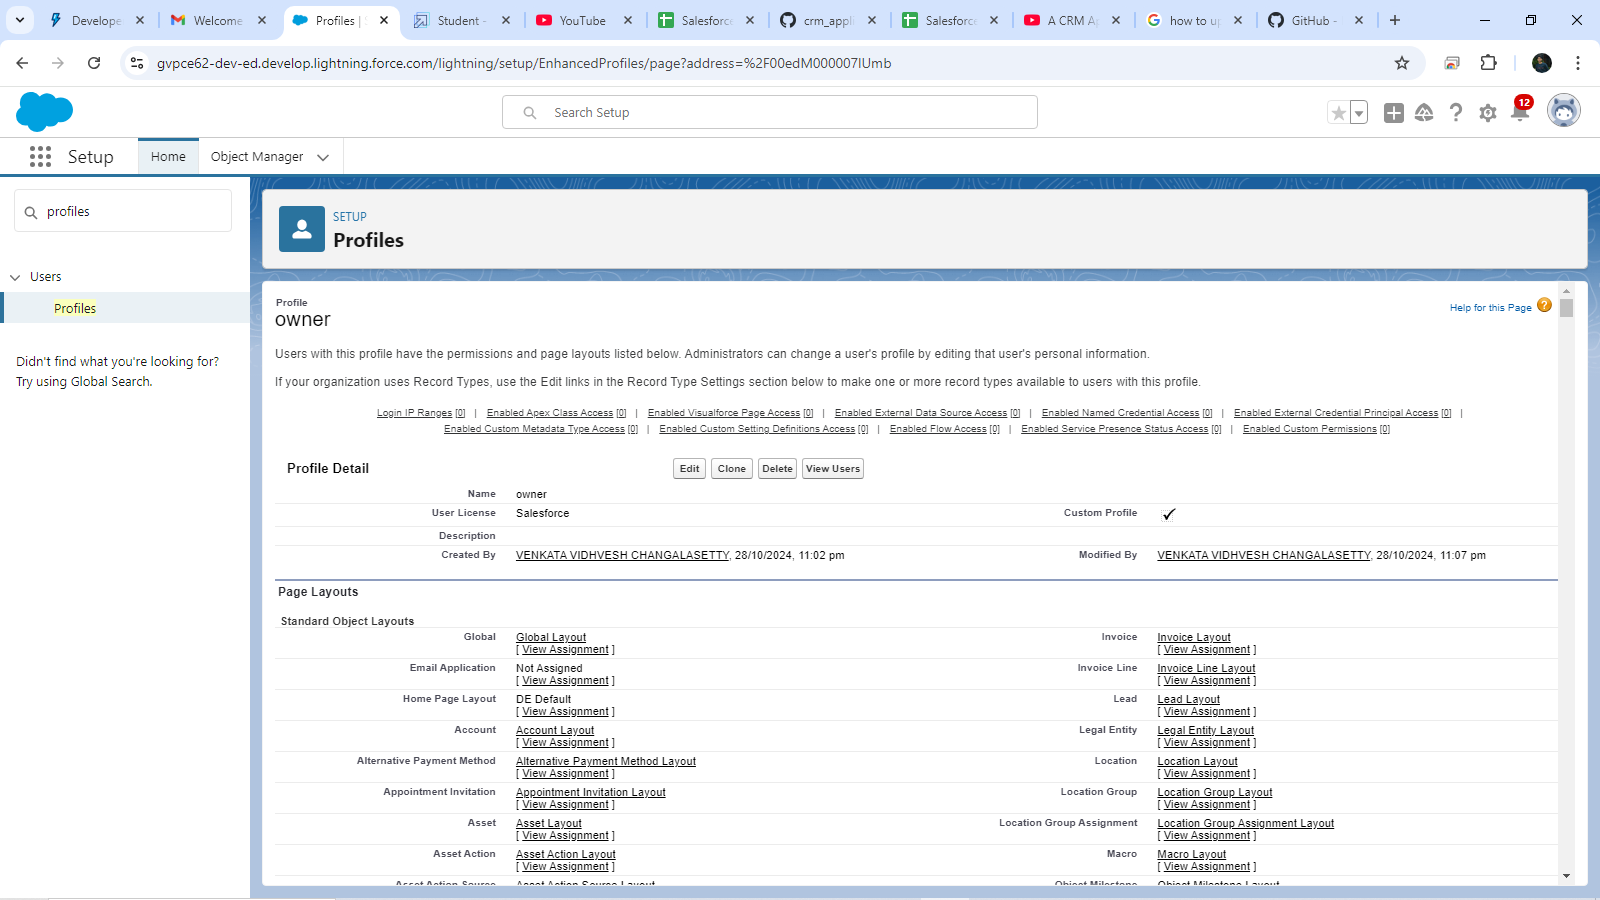 Develope
Welcome
Profiles | S
Student -
YouTube
Salesforce
crm_appli
Salesforce
A CRM Ap
how to up
GitHub -
gvpce62-dev-ed.develop.lightning.force.com/lightning/setup/EnhancedProfiles/page?address=%2F00edM000007IUmb
Search Setup
12
Setup
Home
Object Manager
profiles
Users
Profiles
Didn't find what you're looking for?
Try using Global Search.
SETUP
Profiles
Profile
owner
Help for this Page ?
Users with this profile have the permissions and page layouts listed below. Administrators can change a user's profile by editing that user's personal information.
If your organization uses Record Types, use the Edit links in the Record Type Settings section below to make one or more record types available to users with this profile.
Login IP Ranges [0] | Enabled Apex Class Access [0] | Enabled Visualforce Page Access [0] | Enabled External Data Source Access [0] | Enabled Named Credential Access [0] | Enabled External Credential Principal Access [0] |
Enabled Custom Metadata Type Access [0] | Enabled Custom Setting Definitions Access [0] | Enabled Flow Access [0] | Enabled Service Presence Status Access [0] | Enabled Custom Permissions [0]
Profile Detail
Edit Clone Delete View Users
Name owner
User License Salesforce Custom Profile ✓
Description
Created By VENKATA VIDHVESH CHANGALASETTY, 28/10/2024, 11:02 pm Modified By VENKATA VIDHVESH CHANGALASETTY, 28/10/2024, 11:07 pm
Page Layouts
Standard Object Layouts
Global Global Layout Invoice Invoice Layout
[ View Assignment ] [ View Assignment ]
Email Application Not Assigned Invoice Line Invoice Line Layout
[ View Assignment ] [ View Assignment ]
Home Page Layout DE Default Lead Lead Layout
[ View Assignment ] [ View Assignment ]
Account Account Layout Legal Entity Legal Entity Layout
[ View Assignment ] [ View Assignment ]
Alternative Payment Method Alternative Payment Method Layout Location Location Layout
[ View Assignment ] [ View Assignment ]
Appointment Invitation Appointment Invitation Layout Location Group Location Group Layout
[ View Assignment ] [ View Assignment ]
Asset Asset Layout Location Group Assignment Location Group Assignment Layout
[ View Assignment ] [ View Assignment ]
Asset Action Asset Action Layout Macro Macro Layout
[ View Assignment ] [ View Assignment ]
Asset Action Source Asset Action Source Layout Object Milestone Object Milestone Layout